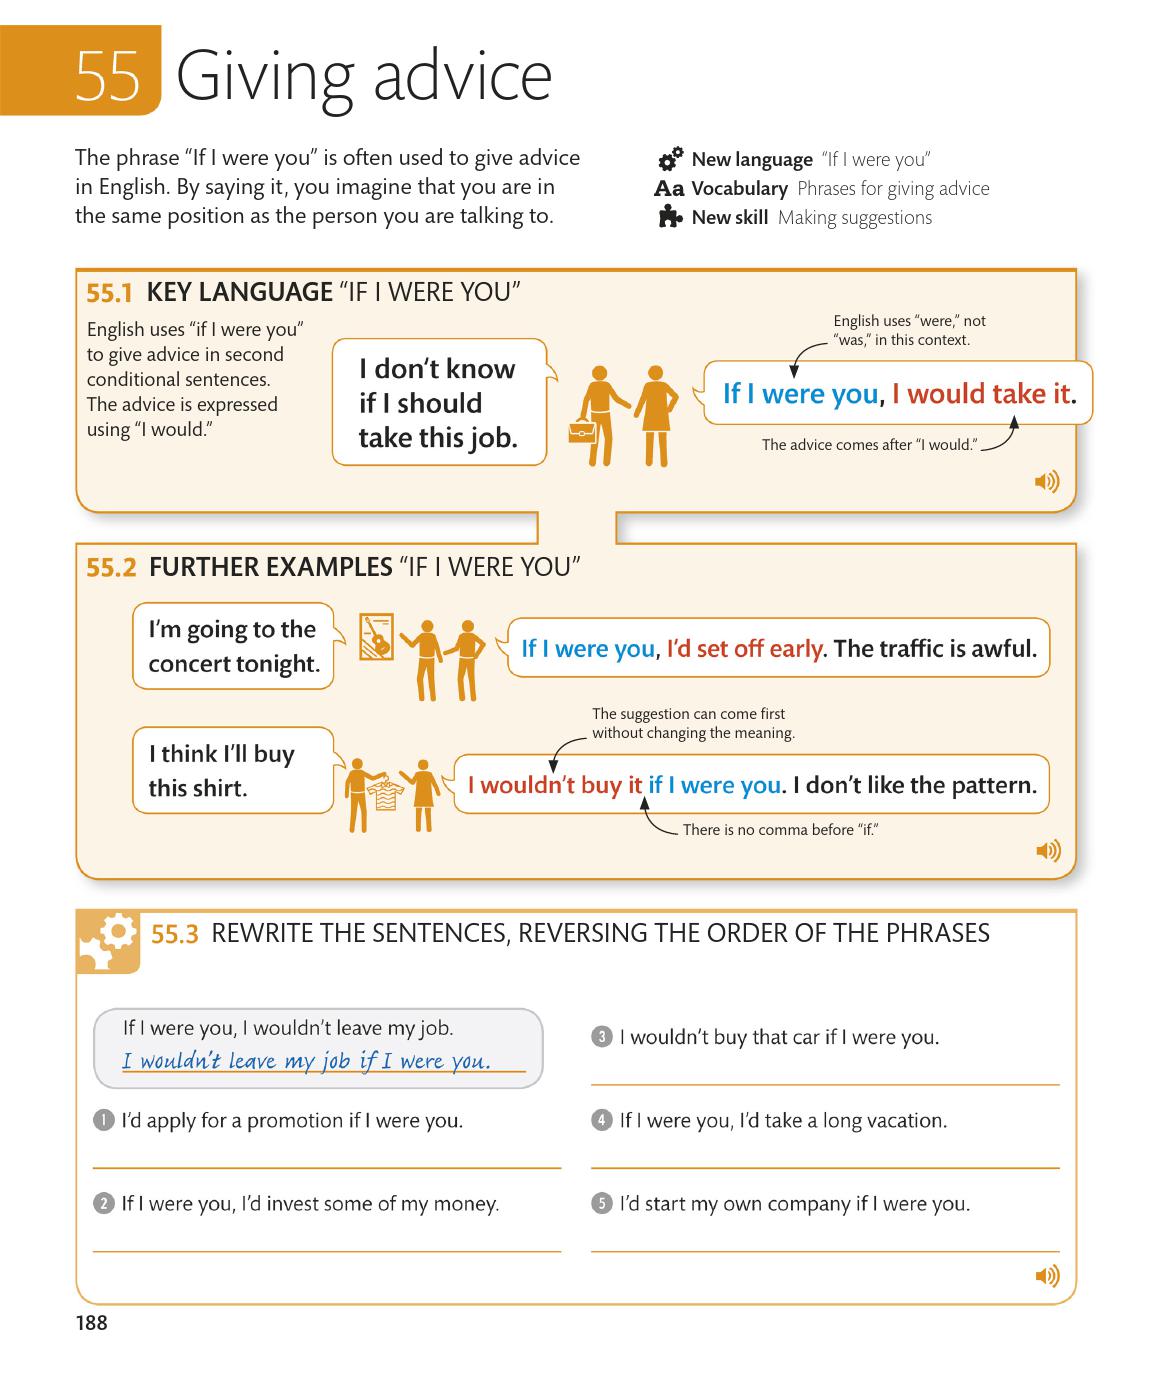 55 Giving advice
The phrase “If I were you” is often used to give advice
in English. By saying it, you imagine that you are in
the same position as the person you are talking to.
New language “If I were you”
Aa Vocabulary Phrases for giving advice
New skill Making suggestions
55.1 KEY LANGUAGE “IF I WERE YOU”
English uses “if I were you”
to give advice in second
conditional sentences.
The advice is expressed
using “I would.”
I don’t know
if I should
take this job.
English uses “were,” not
“was,” in this context.
If I were you, I would take it.
The advice comes after “I would.”
55.2 FURTHER EXAMPLES “IF I WERE YOU”
I’m going to the
concert tonight.
If I were you, I’d set off early. The traffic is awful.
I think I’ll buy
this shirt.
The suggestion can come first
without changing the meaning.
I wouldn’t buy it if I were you. I don’t like the pattern.
There is no comma before “if.”
55.3 REWRITE THE SENTENCES, REVERSING THE ORDER OF THE PHRASES
If I were you, I wouldn’t leave my job.
I wouldn’t leave my job if I were you.
1 I’d apply for a promotion if I were you.
2 If I were you, I’d invest some of my money.
3 I wouldn’t buy that car if I were you.
4 If I were you, I’d take a long vacation.
5 I’d start my own company if I were you.
188